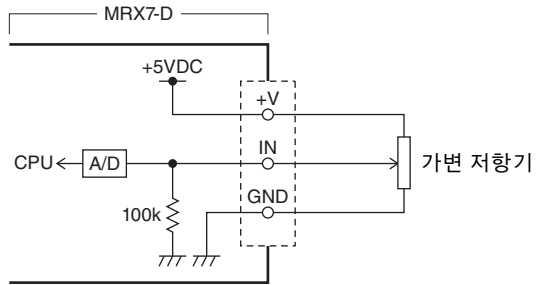 MRX7-D
+5VDC
+V
IN
CPU
A/D
가변 저항기
GND
100k